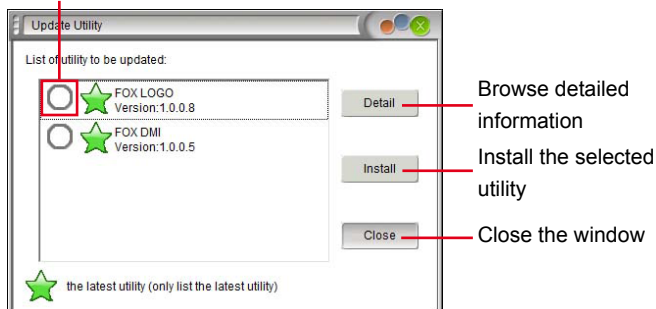 Update Utility
List of utility to be updated:
FOX LOGO
Version:1.0.0.8
FOX DMI
Version:1.0.0.5
Detail
Install
Close
the latest utility (only list the latest utility)
Browse detailed
information
Install the selected
utility
Close the window